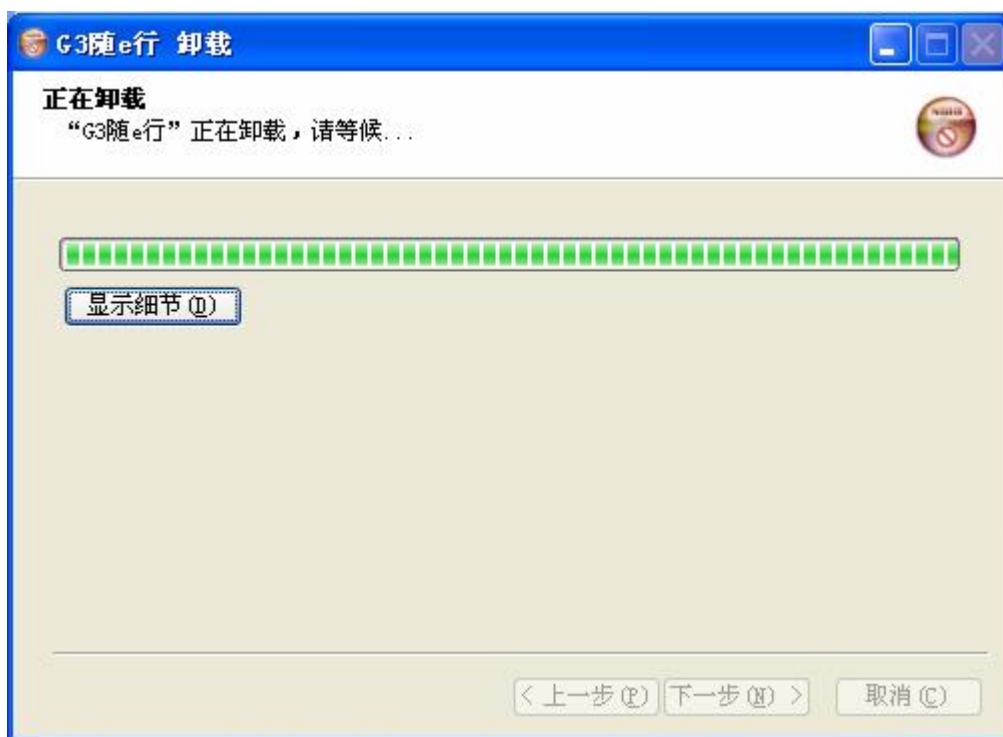 G3随e行 卸载
正在卸载
“G3随e行”正在卸载，请等候...
显示细节(D)
< 上一步(P) 下一步(N) > 取消(C)